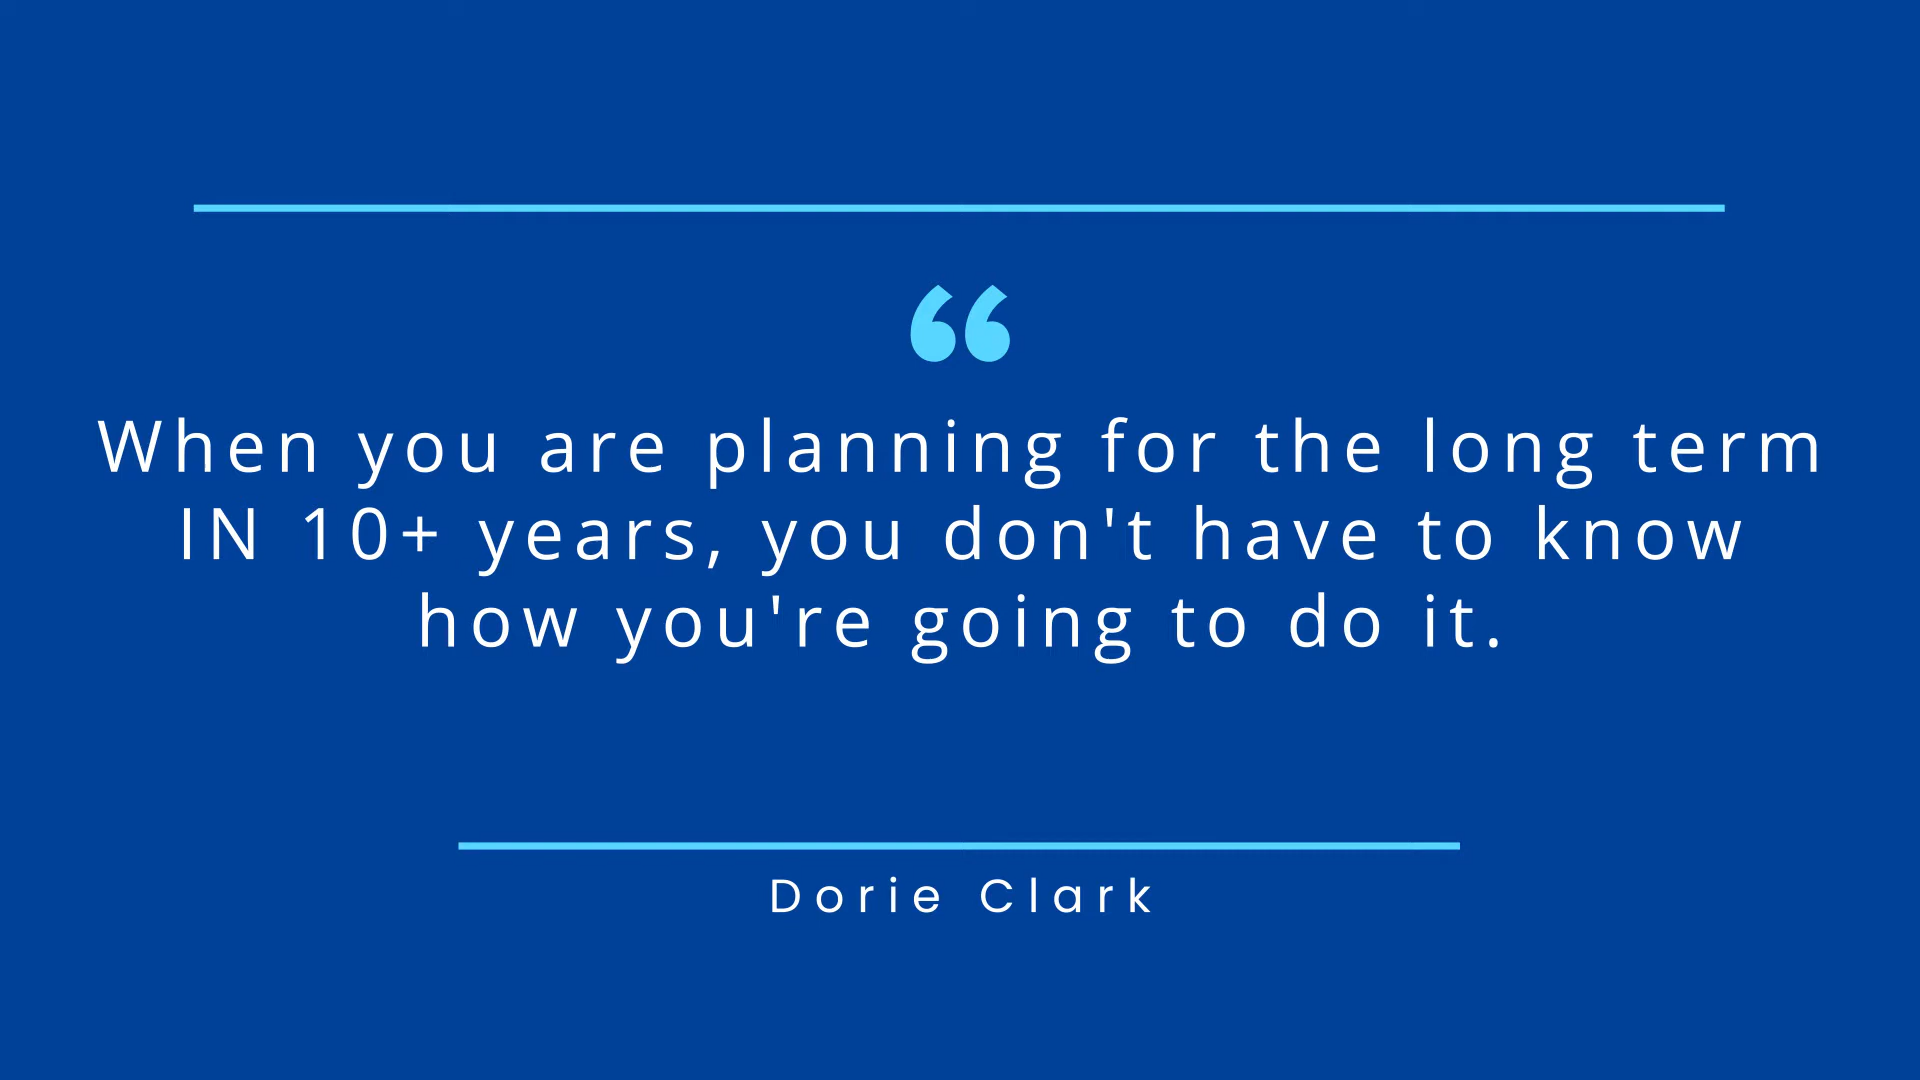 “
When you are planning for the long term
IN 10+ years, you don't have to know
how you're going to do it.
Dorie Clark